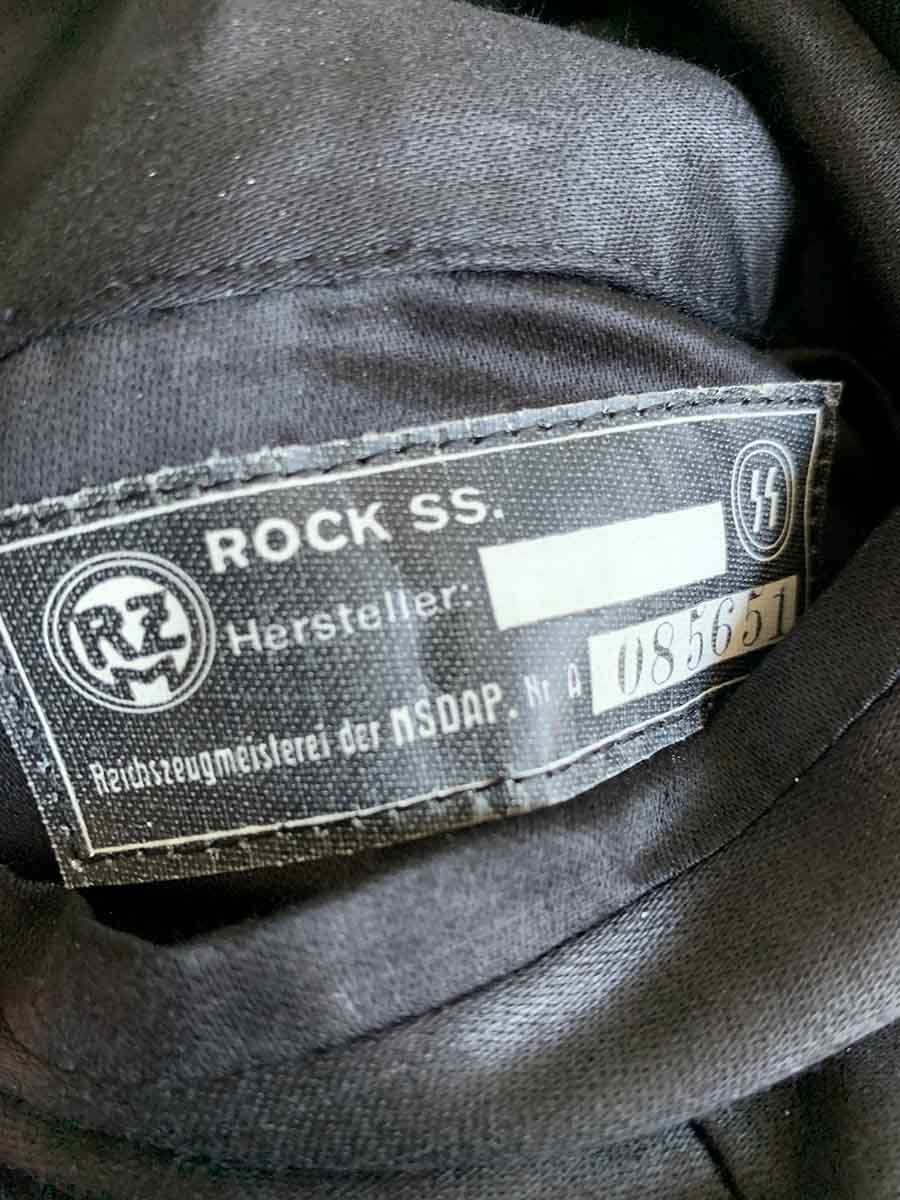 ROCK SS.
RZM
Hersteller:
Reichszeugmeisterei der NSDAP. Nr A 085651